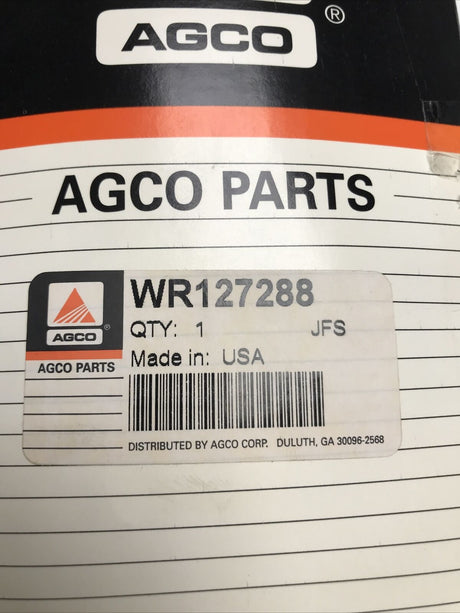 AGCO
®
AGCO PARTS
WR127288
QTY: 1 JFS
Made in: USA
AGCO
®
AGCO PARTS
DISTRIBUTED BY AGCO CORP. DULUTH, GA 30096-2568